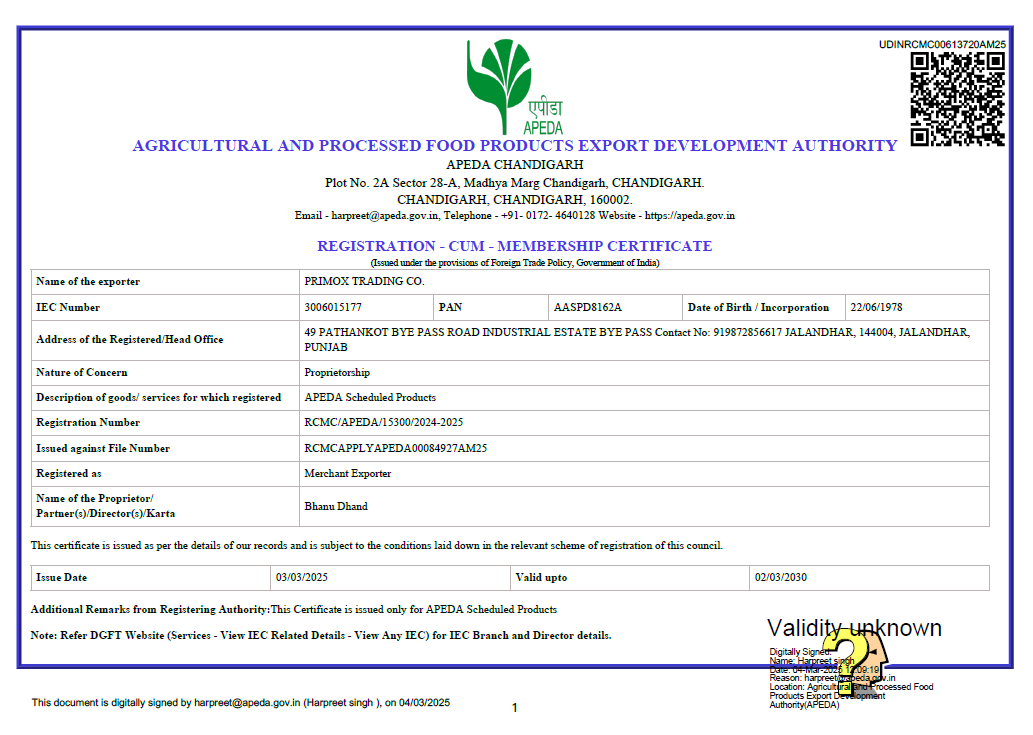 UDINRCMC00613720AM25
एपीडा
APEDA
AGRICULTURAL AND PROCESSED FOOD PRODUCTS EXPORT DEVELOPMENT AUTHORITY
APEDA CHANDIGARH
Plot No. 2A Sector 28-A, Madhya Marg Chandigarh, CHANDIGARH.
CHANDIGARH, CHANDIGARH, 160002.
Email - harpreet@apeda.gov.in, Telephone - +91- 0172- 4640128 Website - https://apeda.gov.in
REGISTRATION - CUM - MEMBERSHIP CERTIFICATE
(Issued under the provisions of Foreign Trade Policy, Government of India)
Name of the exporter PRIMOX TRADING CO.
IEC Number 3006015177 PAN AASPD8162A Date of Birth / Incorporation 22/06/1978
Address of the Registered/Head Office 49 PATHANKOT BYE PASS ROAD INDUSTRIAL ESTATE BYE PASS Contact No: 919872856617 JALANDHAR, 144004, JALANDHAR,
PUNJAB
Nature of Concern Proprietorship
Description of goods/ services for which registered APEDA Scheduled Products
Registration Number RCMC/APEDA/15300/2024-2025
Issued against File Number RCMCAPPLYAPEDA00084927AM25
Registered as Merchant Exporter
Name of the Proprietor/
Partner(s)/Director(s)/Karta Bhanu Dhand
This certificate is issued as per the details of our records and is subject to the conditions laid down in the relevant scheme of registration of this council.
Issue Date 03/03/2025 Valid upto 02/03/2030
Additional Remarks from Registering Authority:This Certificate is issued only for APEDA Scheduled Products
Note: Refer DGFT Website (Services - View IEC Related Details - View Any IEC) for IEC Branch and Director details.
Validity unknown
Digitally Signed.
Name: Harpreet singh
Date: 04-Mar-2025 12:09:19
Reason: harpreet@apeda.gov.in
Location: Agricultural and Processed Food
Products Export Development
Authority(APEDA)
This document is digitally signed by harpreet@apeda.gov.in (Harpreet singh ), on 04/03/2025
1